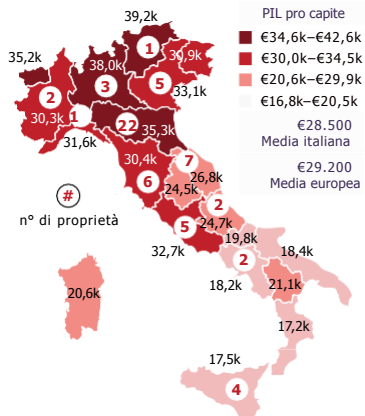 PIL pro capite
€34,6k–€42,6k
€30,0k–€34,5k
€20,6k–€29,9k
€16,8k–€20,5k
€28.500
Media italiana
€29.200
Media europea
39,2k
35,2k
38,0k
1
30,9k
2
3
5
33,1k
30,3k
1
22
35,3k
31,6k
30,4k
7
26,8k
#
6
24,5k
n° di proprietà
2
5
24,7k
32,7k
19,8k
18,4k
2
18,2k
21,1k
20,6k
17,2k
17,5k
4